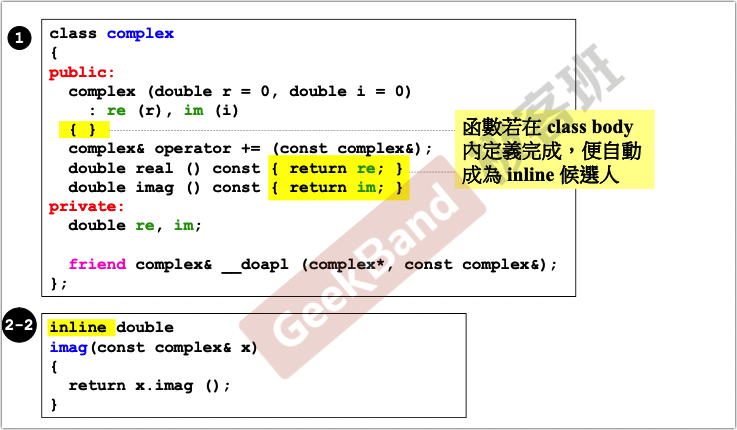 1
class complex
{
public:
  complex (double r = 0, double i = 0)
    : re (r), im (i)
  { }
  complex& operator += (const complex&);
  double real () const { return re; }
  double imag () const { return im; }
private:
  double re, im;
  friend complex& __doapl (complex*, const complex&);
};
函數若在 class body
內定義完成，便自動
成為 inline 候選人
2-2
inline double
imag(const complex& x)
{
  return x.imag ();
}
GeekBand
客班